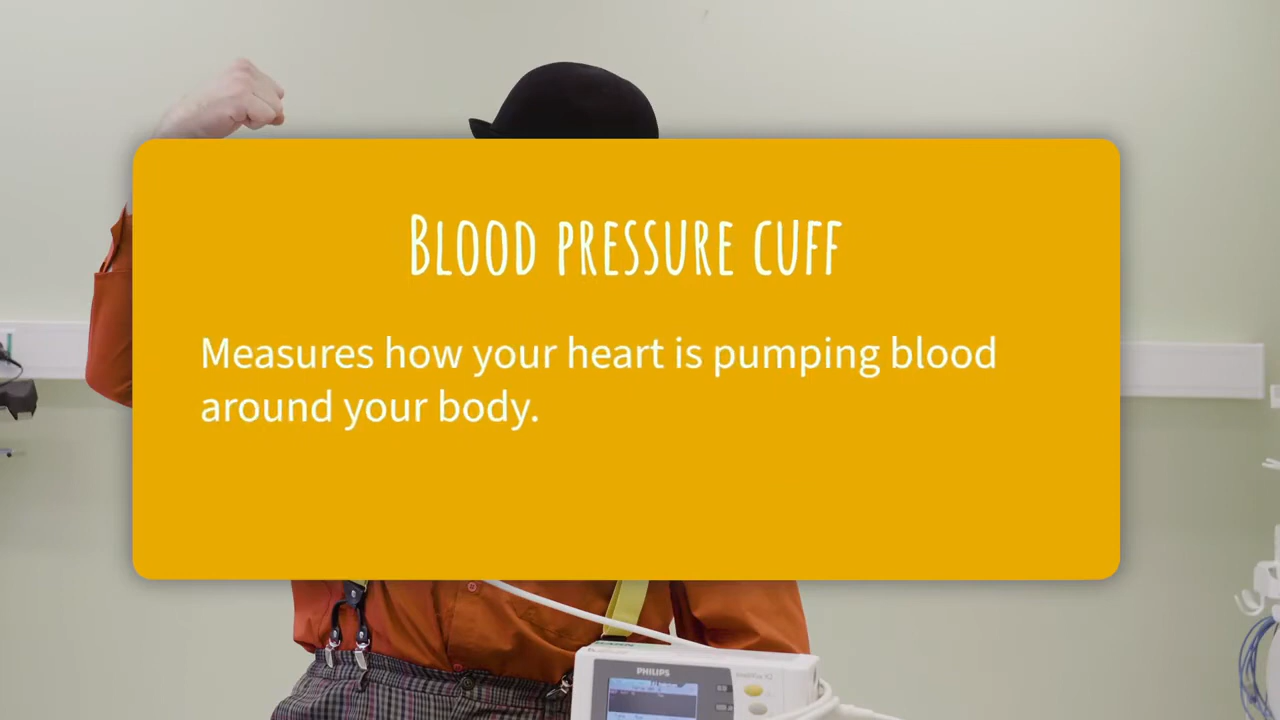 Blood pressure cuff
Measures how your heart is pumping blood
around your body.
PHILIPS